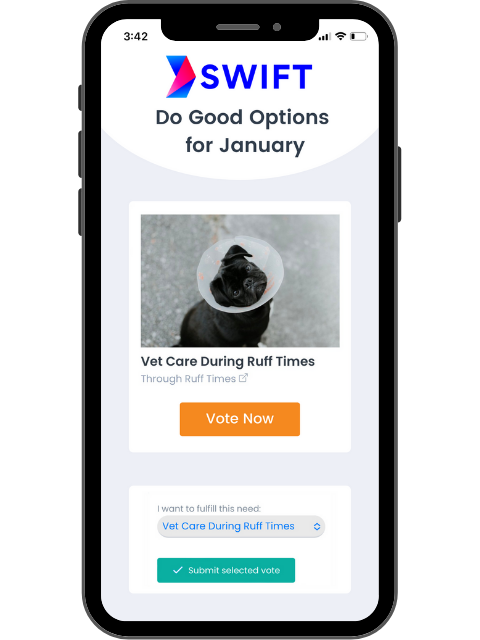 3:42
SWIFT
Do Good Options
for January
Vet Care During Ruff Times
Through Ruff Times
Vote Now
I want to fulfill this need:
Vet Care During Ruff Times
Submit selected vote